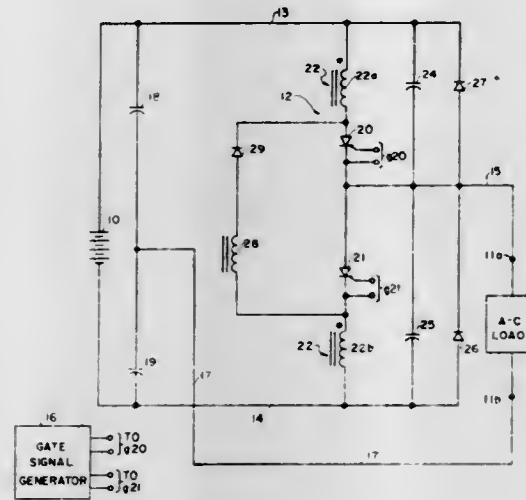 13
22
22a
24
27
18
12
20
g20
29
15
10
28
21
g21
11a
A-C
LOAD
22
22b
25
26
19
17
11b
16
14
17
GATE
SIGNAL
GENERATOR
TO
g20
TO
g21